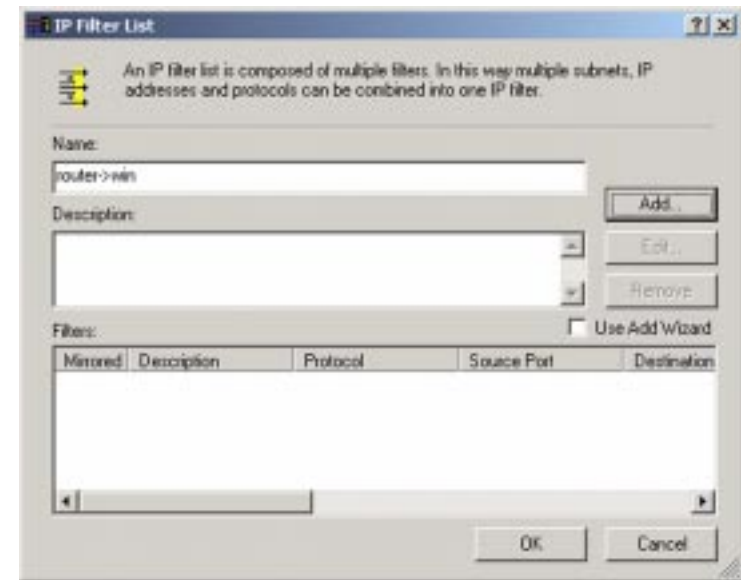 IP Filter List
An IP filter list is composed of multiple filters. In this way multiple subnets, IP
addresses and protocols can be combined into one IP filter.
Name:
router->win
Add...
Description:
Edit...
Remove
Filters:
Use Add Wizard
Mirrored Description Protocol Source Port Destination
OK
Cancel